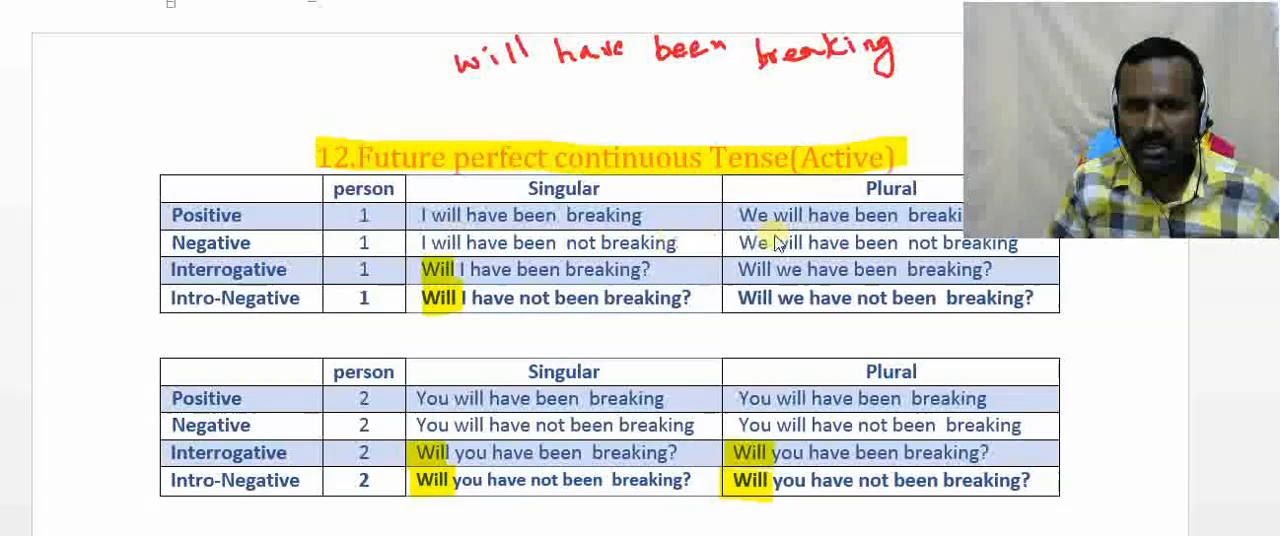 will have been breaking
12.Future perfect continuous Tense(Active)
person Singular Plural
Positive 1 I will have been breaking We will have been breaki
Negative 1 I will have been not breaking We will have been not breaking
Interrogative 1 Will I have been breaking? Will we have been breaking?
Intro-Negative 1 Will I have not been breaking? Will we have not been breaking?
person Singular Plural
Positive 2 You will have been breaking You will have been breaking
Negative 2 You will have not been breaking You will have not been breaking
Interrogative 2 Will you have been breaking? Will you have been breaking?
Intro-Negative 2 Will you have not been breaking? Will you have not been breaking?